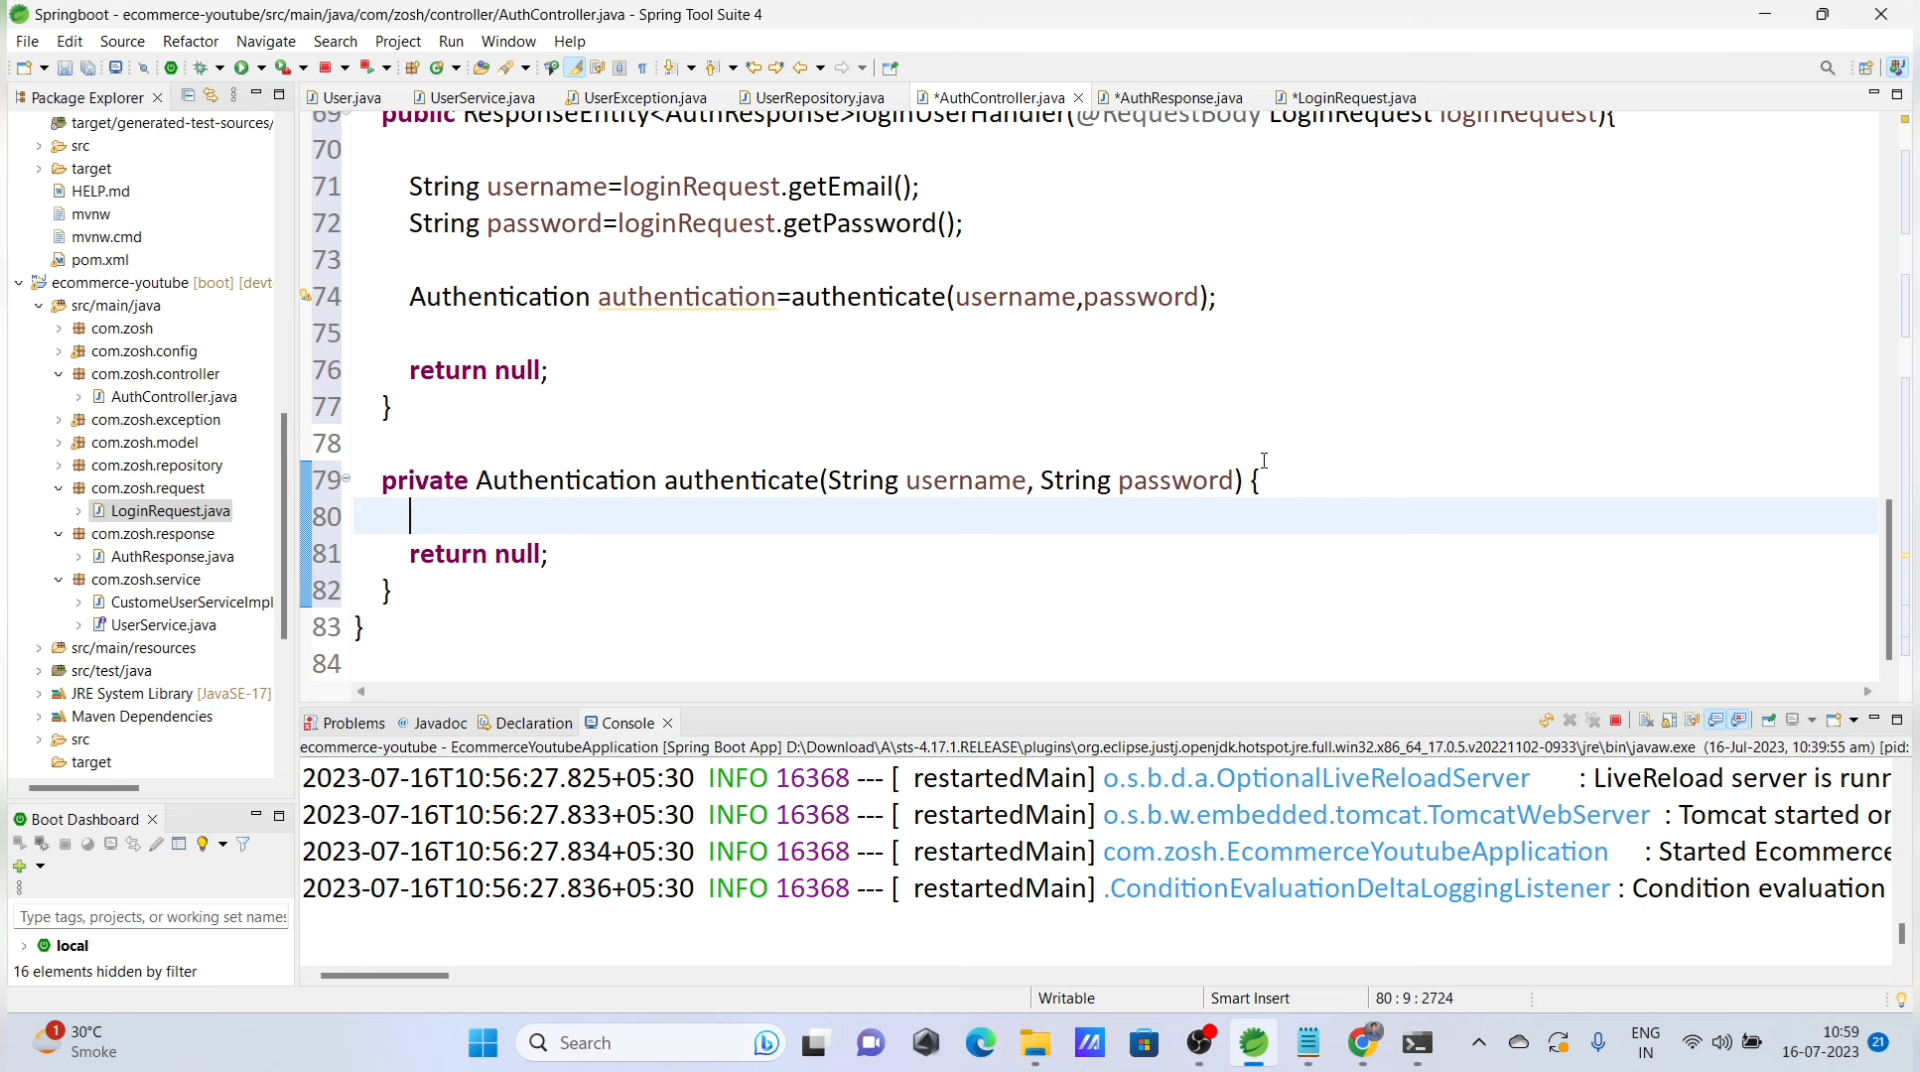 Springboot - ecommerce-youtube/src/main/java/com/zosh/controller/AuthController.java - Spring Tool Suite 4
File Edit Source Refactor Navigate Search Project Run Window Help
Package Explorer
User.java UserService.java UserException.java UserRepository.java *AuthController.java *AuthResponse.java *LoginRequest.java
target/generated-test-sources/
src
target
HELP.md
mvnw
mvnw.cmd
pom.xml
ecommerce-youtube [boot] [devt
src/main/java
com.zosh
com.zosh.config
com.zosh.controller
AuthController.java
com.zosh.exception
com.zosh.model
com.zosh.repository
com.zosh.request
LoginRequest.java
com.zosh.response
AuthResponse.java
com.zosh.service
CustomeUserServiceImpl
UserService.java
src/main/resources
src/test/java
JRE System Library [JavaSE-17]
Maven Dependencies
src
target
69 public ResponseEntity<AuthResponse>loginUserHandler(@RequestBody LoginRequest loginRequest){
70
71 String username=loginRequest.getEmail();
72 String password=loginRequest.getPassword();
73
74 Authentication authentication=authenticate(username,password);
75
76 return null;
77 }
78
79 private Authentication authenticate(String username, String password) {
80
81 return null;
82 }
83 }
84
Problems Javadoc Declaration Console
ecommerce-youtube - EcommerceYoutubeApplication [Spring Boot App] D:\Download\A\sts-4.17.1.RELEASE\plugins\org.eclipse.justj.openjdk.hotspot.jre.full.win32.x86_64_17.0.5.v20221102-0933\jre\bin\javaw.exe (16-Jul-2023, 10:39:55 am) [pid:
2023-07-16T10:56:27.825+05:30 INFO 16368 --- [ restartedMain] o.s.b.d.a.OptionalLiveReloadServer : LiveReload server is runr
2023-07-16T10:56:27.833+05:30 INFO 16368 --- [ restartedMain] o.s.b.w.embedded.tomcat.TomcatWebServer : Tomcat started or
2023-07-16T10:56:27.834+05:30 INFO 16368 --- [ restartedMain] com.zosh.EcommerceYoutubeApplication : Started Ecommerce
2023-07-16T10:56:27.836+05:30 INFO 16368 --- [ restartedMain] .ConditionEvaluationDeltaLoggingListener : Condition evaluation
Boot Dashboard
Type tags, projects, or working set names
local
16 elements hidden by filter
Writable Smart Insert 80 : 9 : 2724
1
30°C
Smoke
Search
ENG
IN
10:59
16-07-2023
21